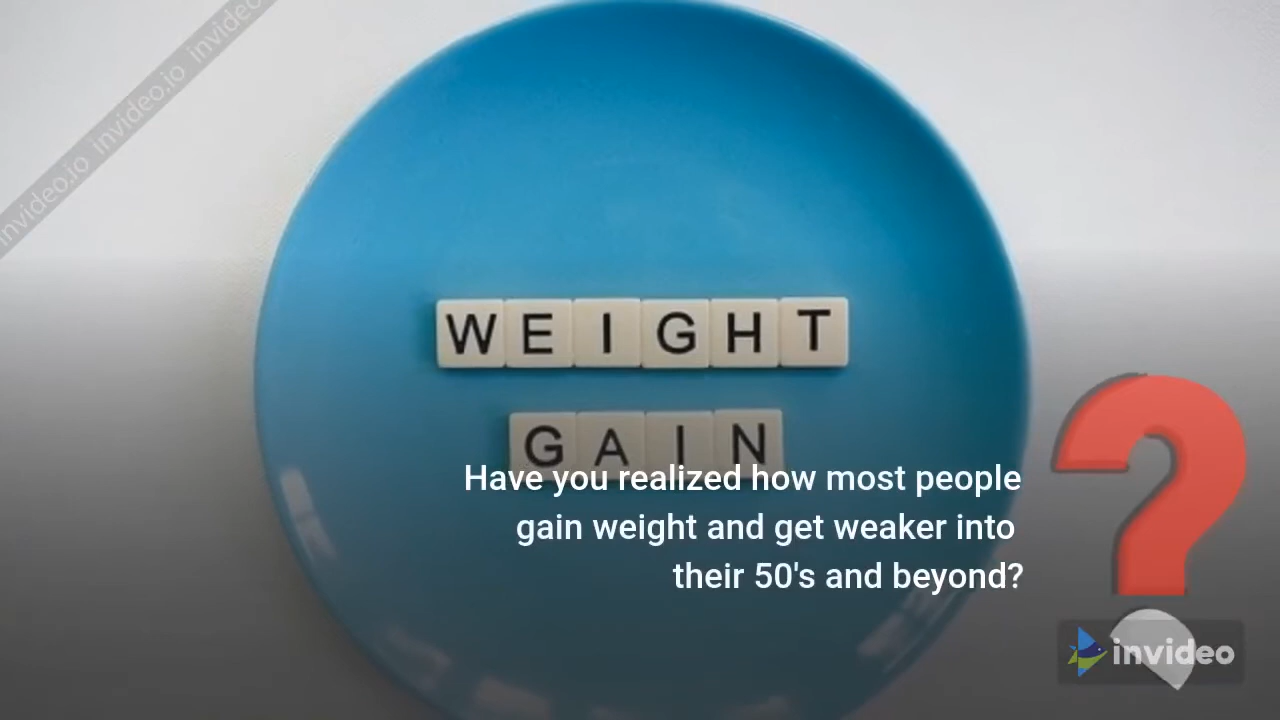 invideo.io invideo.io invideo
WEIGHT
GAIN
Have you realized how most people
gain weight and get weaker into
their 50's and beyond?
?
invideo